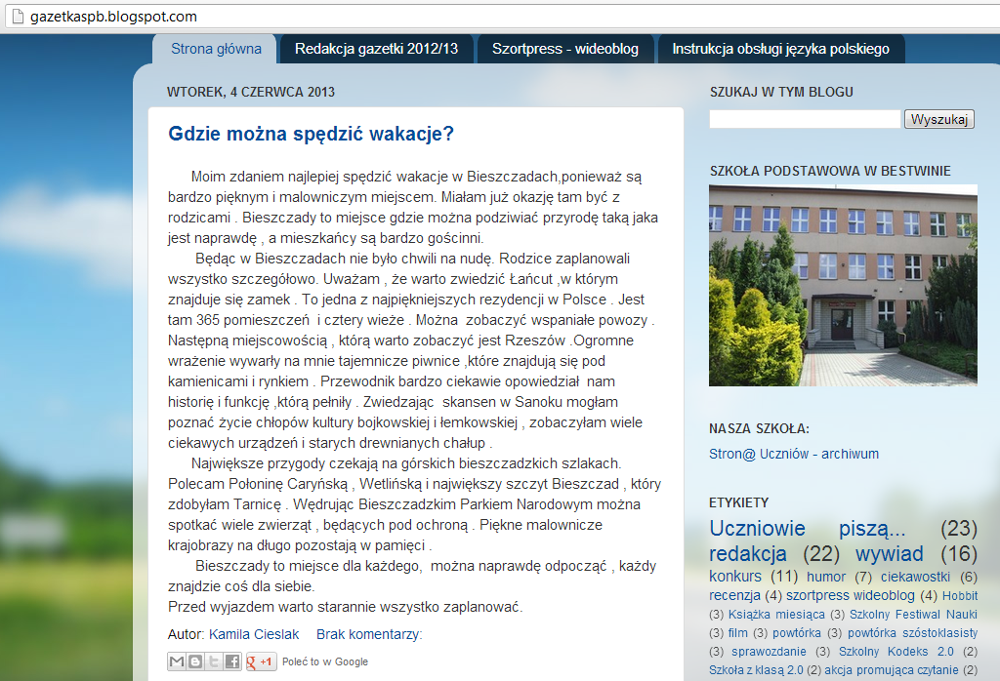 gazetkaspb.blogspot.com
Strona główna
Redakcja gazetki 2012/13
Szortpress - wideoblog
Instrukcja obsługi języka polskiego
WTOREK, 4 CZERWCA 2013
Gdzie można spędzić wakacje?
Moim zdaniem najlepiej spędzić wakacje w Bieszczadach,ponieważ są
bardzo pięknym i malowniczym miejscem. Miałam już okazję tam być z
rodzicami . Bieszczady to miejsce gdzie można podziwiać przyrodę taką jaka
jest naprawdę , a mieszkańcy są bardzo gościnni.
Będąc w Bieszczadach nie było chwili na nudę. Rodzice zaplanowali
wszystko szczegółowo. Uważam , że warto zwiedzić Łańcut ,w którym
znajduje się zamek . To jedna z najpiękniejszych rezydencji w Polsce . Jest
tam 365 pomieszczeń i cztery wieże . Można zobaczyć wspaniałe powozy .
Następną miejscowością , którą warto zobaczyć jest Rzeszów .Ogromne
wrażenie wywarły na mnie tajemnicze piwnice ,które znajdują się pod
kamienicami i rynkiem . Przewodnik bardzo ciekawie opowiedział nam
historię i funkcję ,którą pełniły . Zwiedzając skansen w Sanoku mogłam
poznać życie chłopów kultury bojkowskiej i łemkowskiej , zobaczyłam wiele
ciekawych urządzeń i starych drewnianych chałup .
Największe przygody czekają na górskich bieszczadzkich szlakach.
Polecam Połoninę Caryńską , Wetlińską i największy szczyt Bieszczad , który
zdobyłam Tarnicę . Wędrując Bieszczadzkim Parkiem Narodowym można
spotkać wiele zwierząt , będących pod ochroną . Piękne malownicze
krajobrazy na długo pozostają w pamięci .
Bieszczady to miejsce dla każdego, można naprawdę odpocząć , każdy
znajdzie coś dla siebie.
Przed wyjazdem warto starannie wszystko zaplanować.
Autor: Kamila Cieslak Brak komentarzy:
g +1 Poleć to w Google
SZUKAJ W TYM BLOGU
Wyszukaj
SZKOŁA PODSTAWOWA W BESTWINIE
NASZA SZKOŁA:
Stron@ Uczniów - archiwum
ETYKIETY
Uczniowie piszą... (23)
redakcja (22) wywiad (16)
konkurs (11) humor (7) ciekawostki (6)
recenzja (4) szortpress wideoblog (4) Hobbit
(3) Książka miesiąca (3) Szkolny Festiwal Nauki
(3) film (3) powtórka (3) powtórka szóstoklasisty
(3) sprawozdanie (3) Szkolny Kodeks 2.0 (2)
Szkoła z klasą 2.0 (2) akcja promująca czytanie (2)